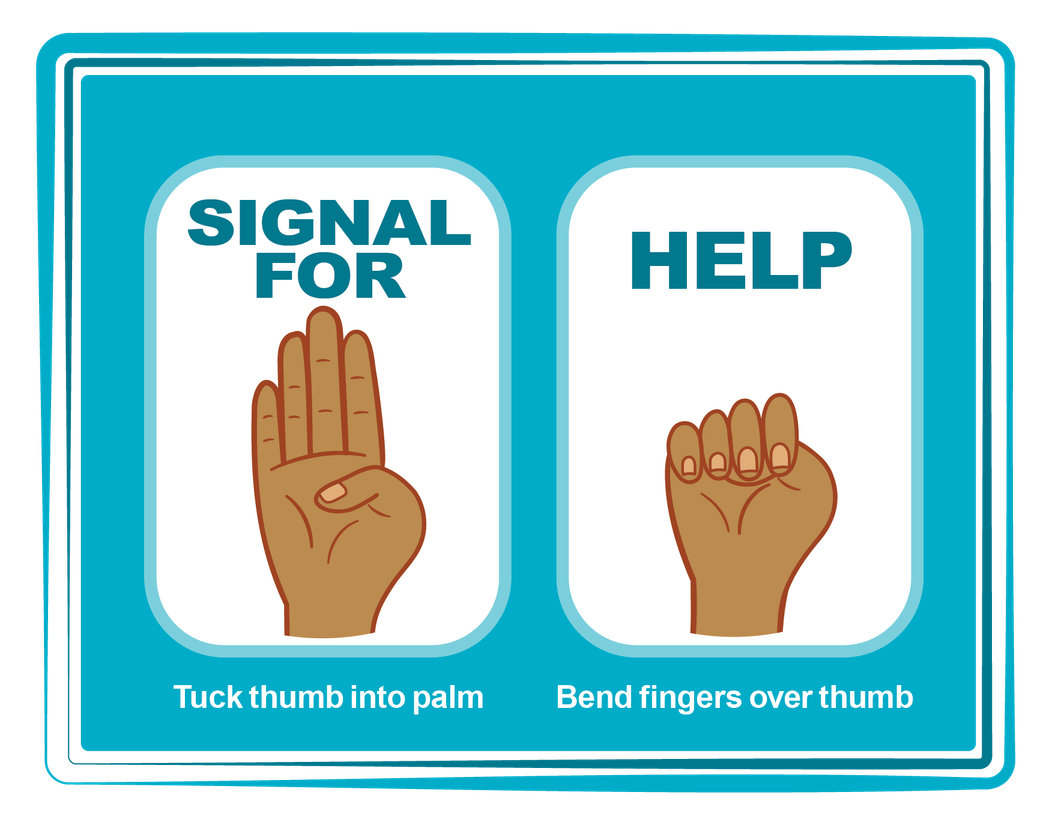 SIGNAL
FOR
HELP
Tuck thumb into palm
Bend fingers over thumb